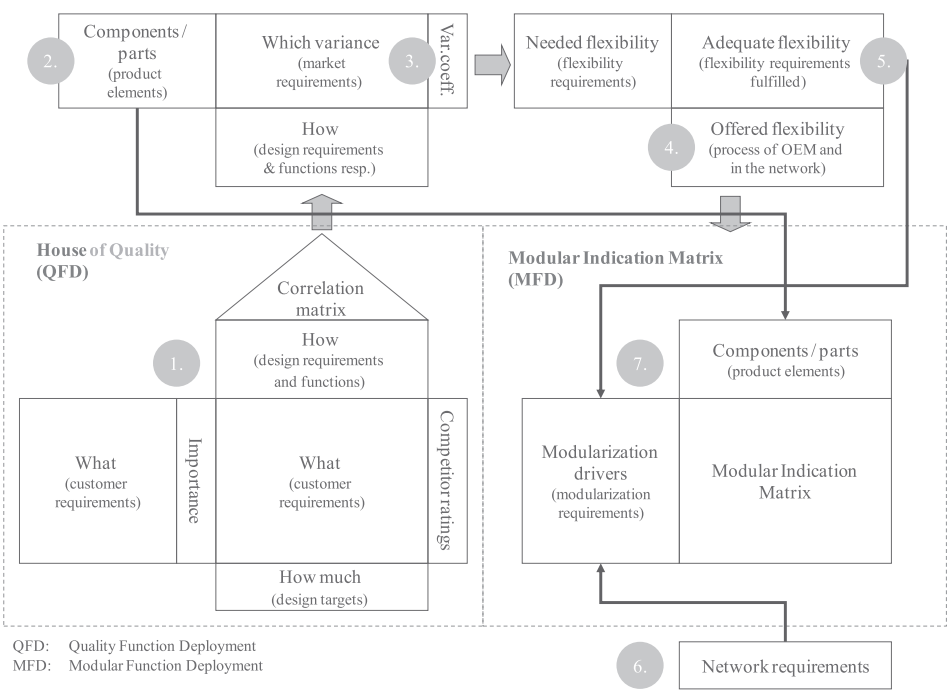 2.
Components /
parts
(product
elements)
Which variance
(market
requirements)
3.
Var.coeff.
Needed flexibility
(flexibility
requirements)
Adequate flexibility
(flexibility requirements
fulfilled)
5.
How
(design requirements
& functions resp.)
4.
Offered flexibility
(process of OEM and
in the network)
House of Quality
(QFD)
Correlation
matrix
1.
How
(design requirements
and functions)
What
(customer
requirements)
Importance
What
(customer
requirements)
Competitor ratings
How much
(design targets)
Modular Indication Matrix
(MFD)
7.
Components / parts
(product elements)
Modularization
drivers
(modularization
requirements)
Modular Indication
Matrix
6.
Network requirements
QFD: Quality Function Deployment
MFD: Modular Function Deployment